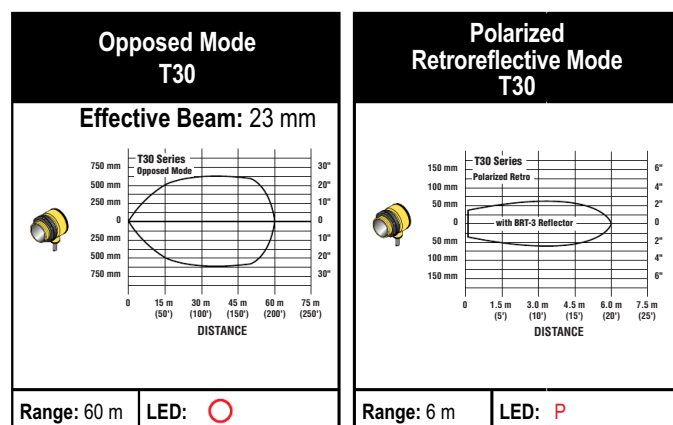 Opposed Mode
T30
Effective Beam: 23 mm
T30 Series
Opposed Mode
750 mm
500 mm
250 mm
0
250 mm
500 mm
750 mm
30"
20"
10"
0
10"
20"
30"
0 15 m 30 m 45 m 60 m 75 m
(50') (100') (150') (200') (250')
DISTANCE
Range: 60 m LED:
Polarized
Retroreflective Mode
T30
T30 Series
Polarized Retro
with BRT-3 Reflector
150 mm
100 mm
50 mm
0
50 mm
100 mm
150 mm
6"
4"
2"
0
2"
4"
6"
0 1.5 m 3.0 m 4.5 m 6.0 m 7.5 m
(5') (10') (15') (20') (25')
DISTANCE
Range: 6 m LED: P